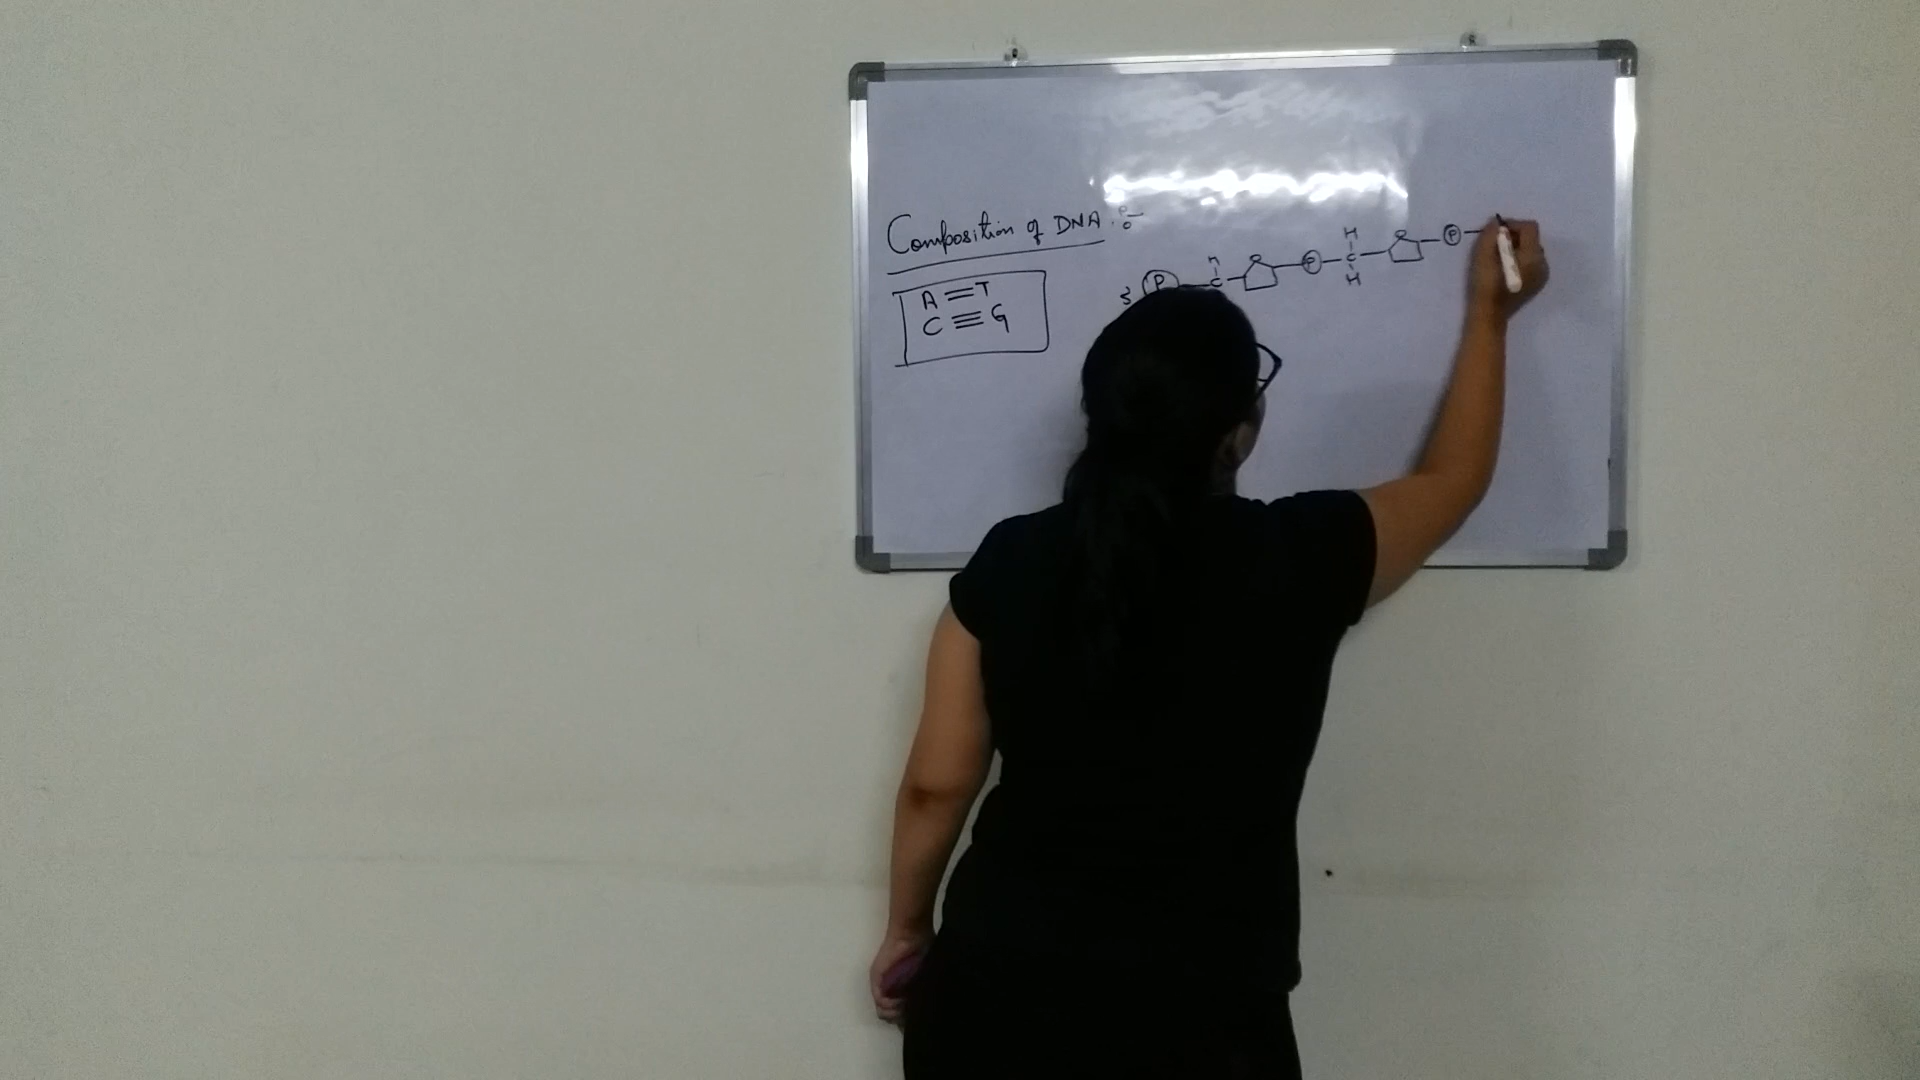 Composition of DNA :-
A = T
C ≡ G
5' P C H O P C H H O P